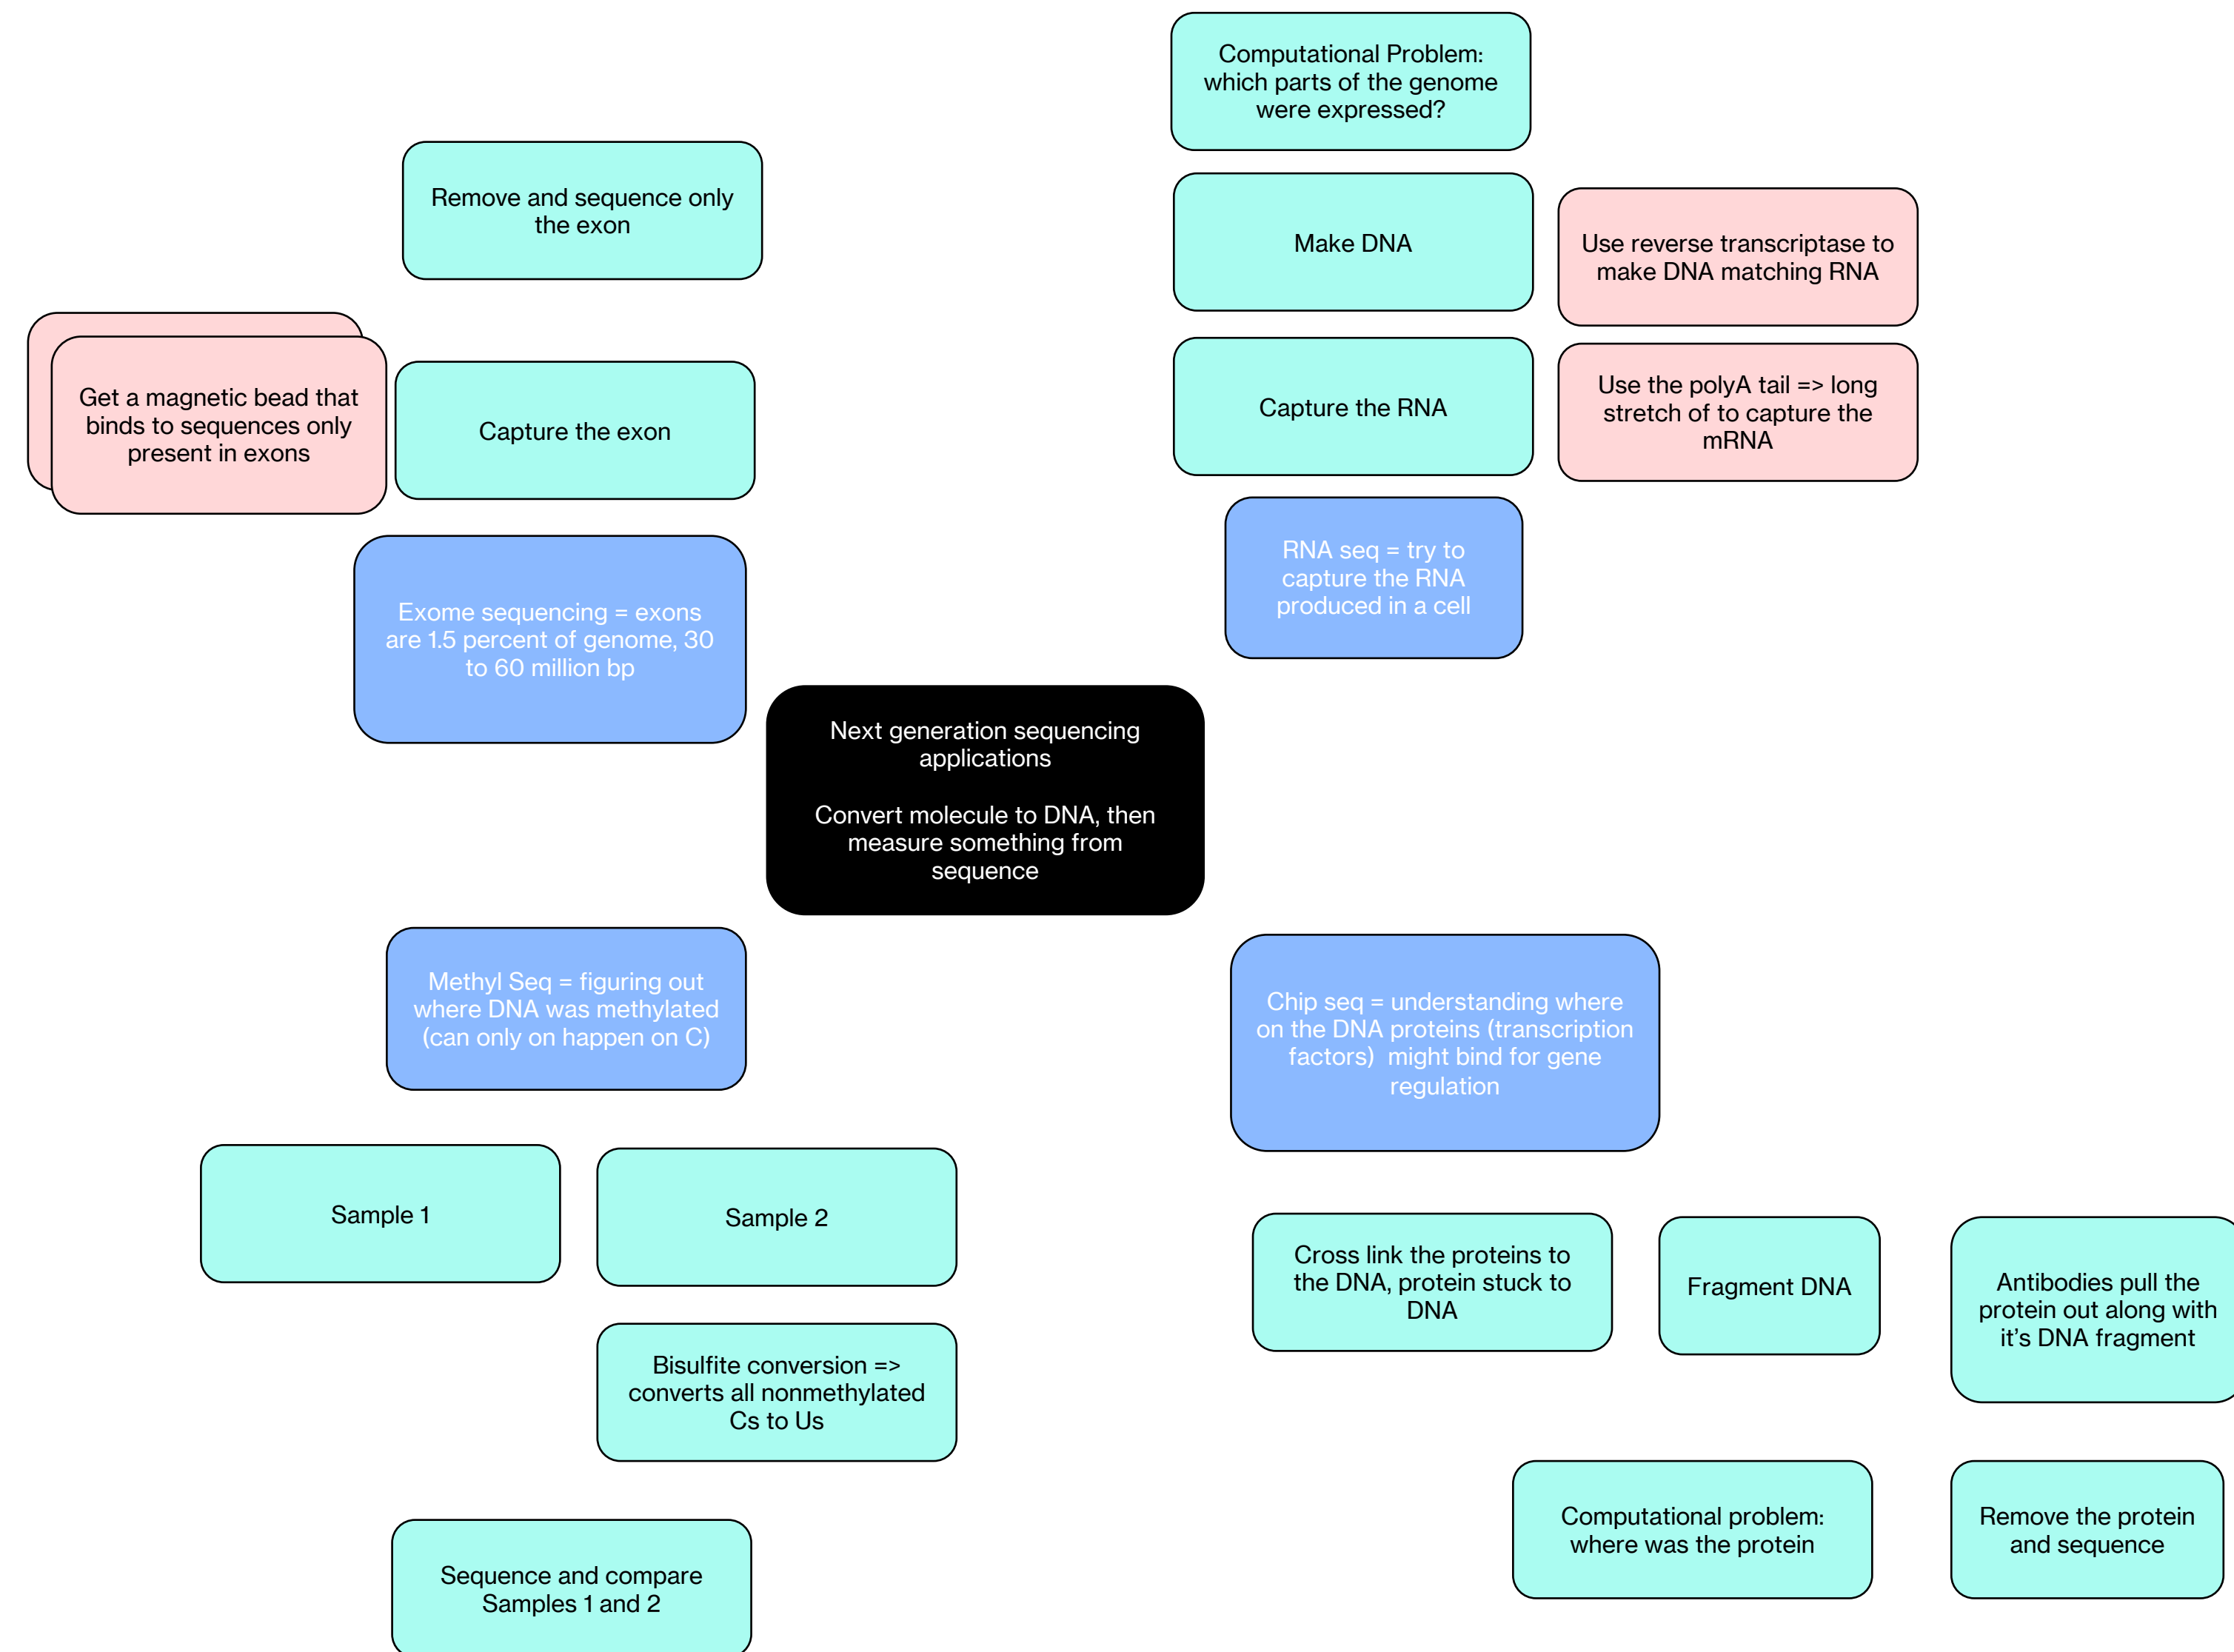 Computational Problem:
which parts of the genome
were expressed?
Remove and sequence only
the exon
Make DNA
Use reverse transcriptase to
make DNA matching RNA
Get a magnetic bead that
binds to sequences only
present in exons
Capture the exon
Capture the RNA
Use the polyA tail => long
stretch of to capture the
mRNA
Exome sequencing = exons
are 1.5 percent of genome, 30
to 60 million bp
RNA seq = try to
capture the RNA
produced in a cell
Next generation sequencing
applications
Convert molecule to DNA, then
measure something from
sequence
Methyl Seq = figuring out
where DNA was methylated
(can only on happen on C)
Chip seq = understanding where
on the DNA proteins (transcription
factors)  might bind for gene
regulation
Sample 1
Sample 2
Cross link the proteins to
the DNA, protein stuck to
DNA
Fragment DNA
Antibodies pull the
protein out along with
it’s DNA fragment
Bisulfite conversion =>
converts all nonmethylated
Cs to Us
Computational problem:
where was the protein
Remove the protein
and sequence
Sequence and compare
Samples 1 and 2